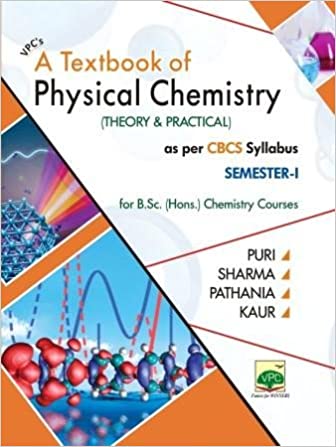 VPC's
A Textbook of
Physical Chemistry
(THEORY & PRACTICAL)
as per CBCS Syllabus
SEMESTER-I
for B.Sc. (Hons.) Chemistry Courses
PURI
SHARMA
PATHANIA
KAUR
VPC